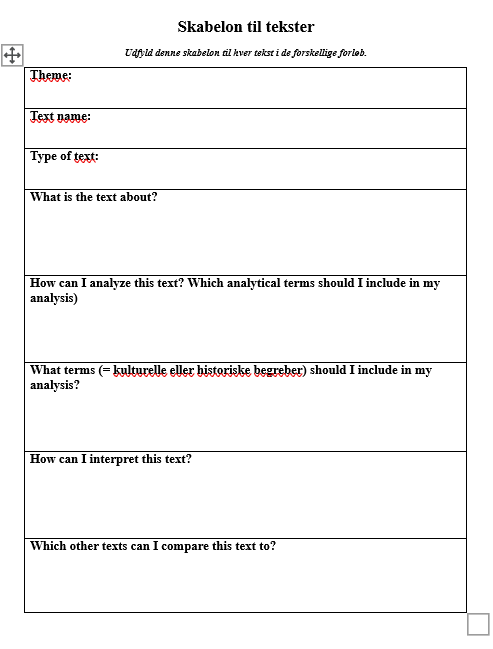 Skabelon til tekster
Udfyld denne skabelon til hver tekst i de forskellige forløb.
Theme:
Text name:
Type of text:
What is the text about?
How can I analyze this text? Which analytical terms should I include in my
analysis)
What terms (= kulturelle eller historiske begreber) should I include in my
analysis?
How can I interpret this text?
Which other texts can I compare this text to?